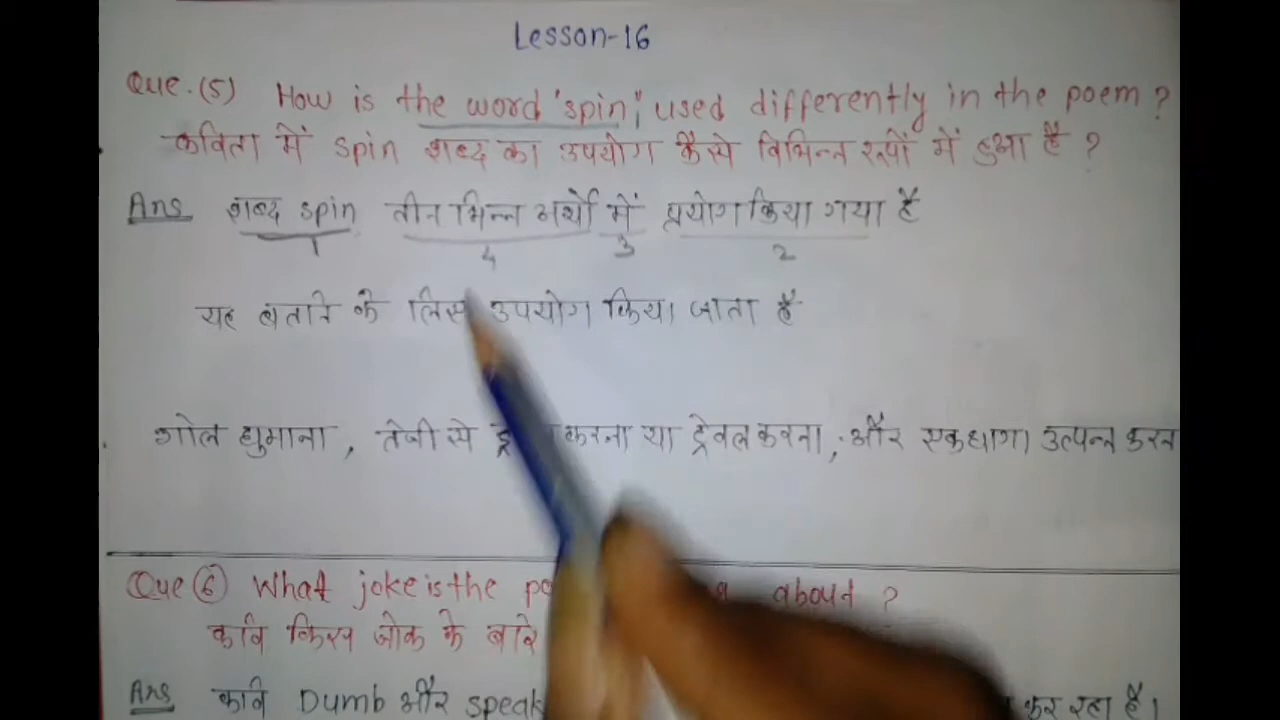 Lesson-16
Que.(5) How is the word 'spin', used differently in the poem ?
कविता में spin शब्द का उपयोग कैसे विभिन्न रूपों में हुआ है ?
Ans शब्द spin तीन भिन्न अर्थो में प्रयोग किया गया है
1 4 3 2
यह बताने के लिए उपयोग किया जाता है
गोल घुमाना , तेजी से करना या ट्रेवल करना, और एक धागा उत्पन्न करन
Que (6) What joke is the about ?
कवि किस जोक के बारे
Ans कवि Dumb और speak कर रहा है।